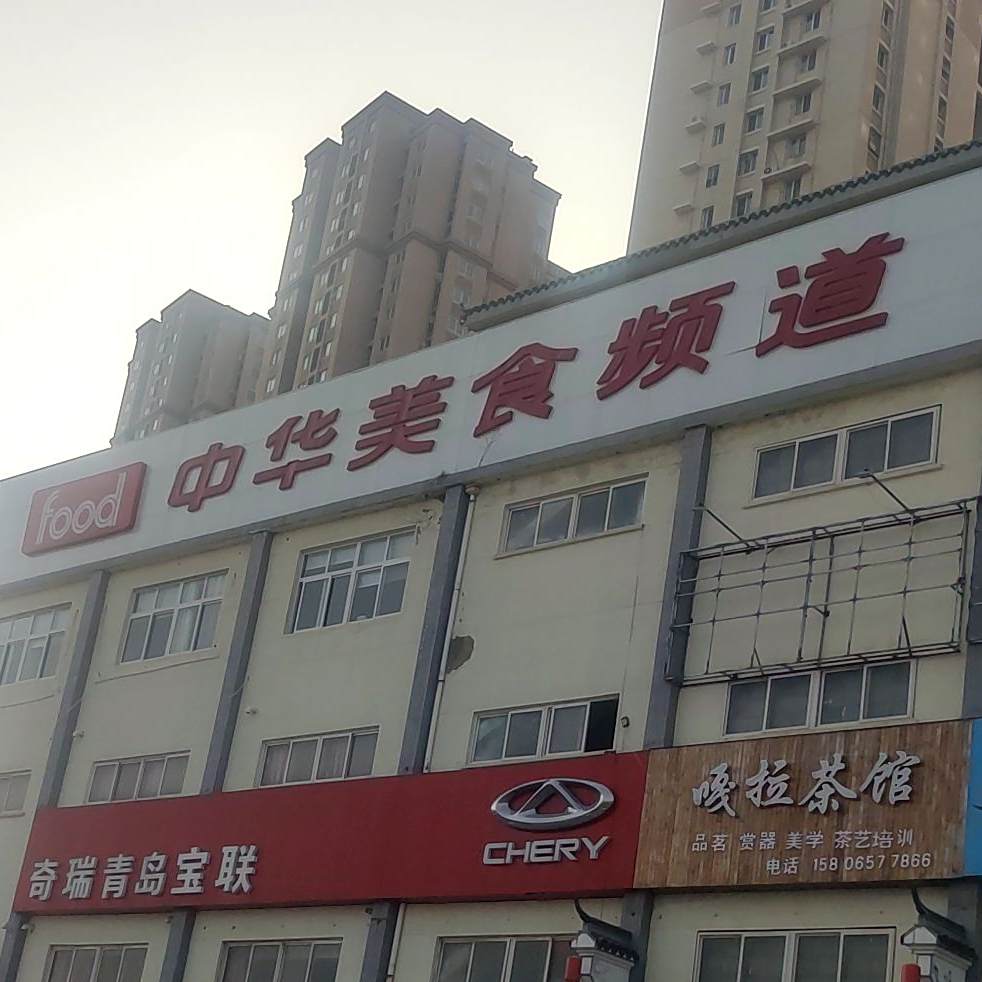 food 中华美食频道
CHERY
奇瑞青岛宝联
嘎拉茶馆
品茗 赏器 美学 茶艺培训
电话 158 0657 7866